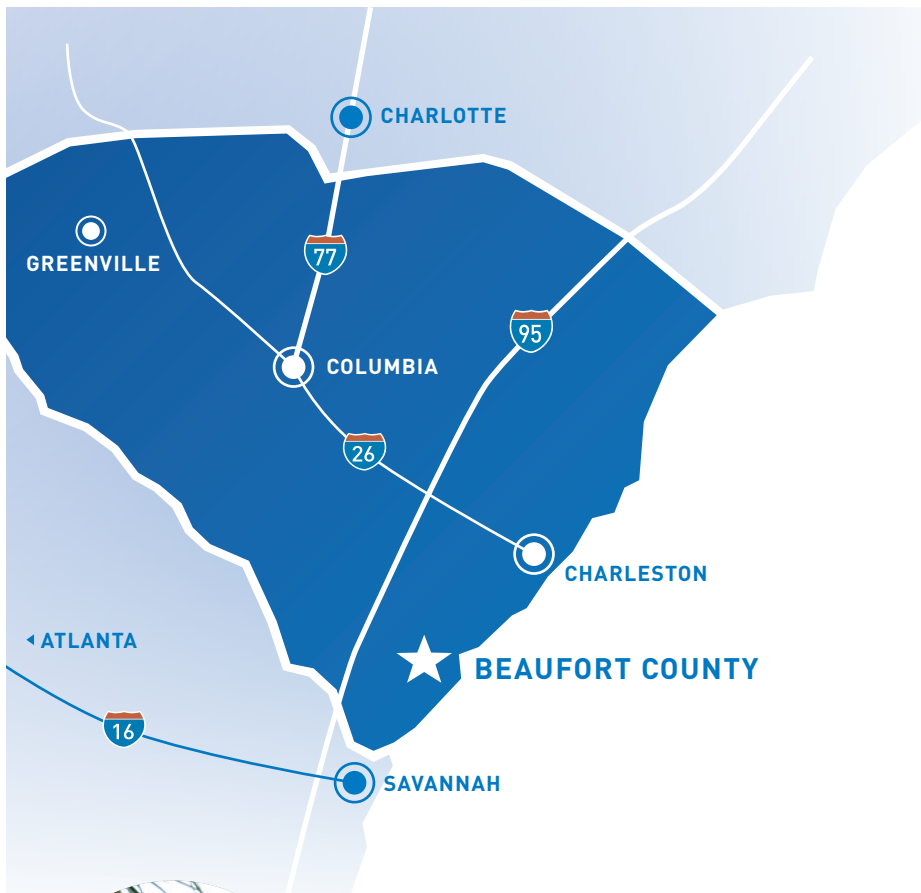 CHARLOTTE
GREENVILLE
77
95
COLUMBIA
26
CHARLESTON
ATLANTA
BEAUFORT COUNTY
16
SAVANNAH